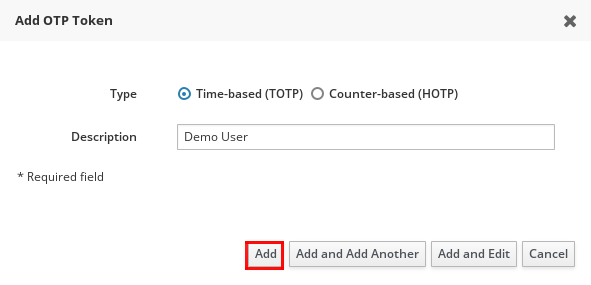 Add OTP Token
Type Time-based (TOTP) Counter-based (HOTP)
Description Demo User
* Required field
Add Add and Add Another Add and Edit Cancel